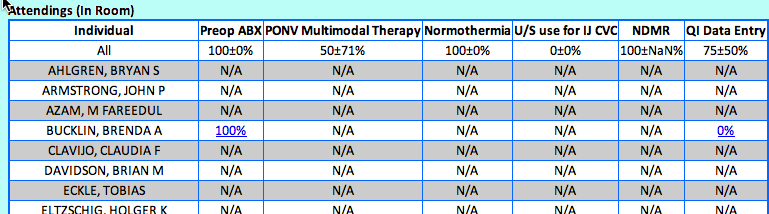 Attendings (In Room)
Individual Preop ABX PONV Multimodal Therapy Normothermia U/S use for IJ CVC NDMR QI Data Entry
All 100±0% 50±71% 100±0% 0±0% 100±NaN% 75±50%
AHLGREN, BRYAN S N/A N/A N/A N/A N/A N/A
ARMSTRONG, JOHN P N/A N/A N/A N/A N/A N/A
AZAM, M FAREEDUL N/A N/A N/A N/A N/A N/A
BUCKLIN, BRENDA A 100% N/A N/A N/A N/A 0%
CLAVIJO, CLAUDIA F N/A N/A N/A N/A N/A N/A
DAVIDSON, BRIAN M N/A N/A N/A N/A N/A N/A
ECKLE, TOBIAS N/A N/A N/A N/A N/A N/A
ELTZSCHIG, HOLGER K N/A N/A N/A N/A N/A N/A